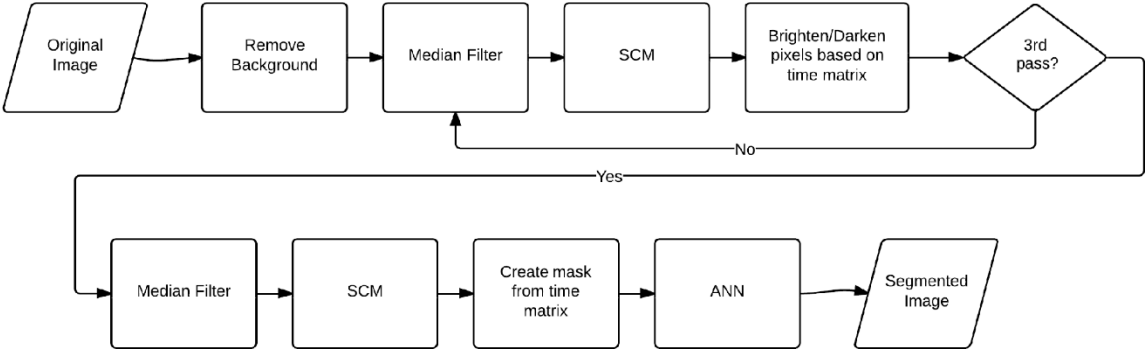 Original
Image
Remove
Background
Median Filter
SCM
Brighten/Darken
pixels based on
time matrix
3rd
pass?
No
Yes
Median Filter
SCM
Create mask
from time
matrix
ANN
Segmented
Image